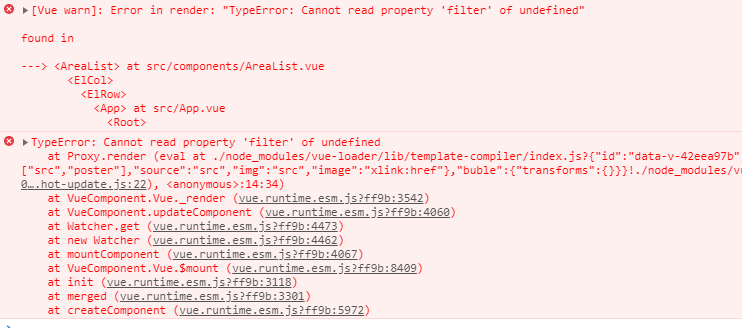 [Vue warn]: Error in render: "TypeError: Cannot read property 'filter' of undefined"
found in
---> <AreaList> at src/components/AreaList.vue
<ElCol>
<ElRow>
<App> at src/App.vue
<Root>
TypeError: Cannot read property 'filter' of undefined
at Proxy.render (eval at ./node_modules/vue-loader/lib/template-compiler/index.js?{"id":"data-v-42eea97b"
["src","poster"],"source":"src","img":"src","image":"xlink:href"},"buble":{"transforms":{}}}!./node_modules/vu
0….hot-update.js:22), <anonymous>:14:34)
at VueComponent.Vue._render (vue.runtime.esm.js?ff9b:3542)
at VueComponent.updateComponent (vue.runtime.esm.js?ff9b:4060)
at Watcher.get (vue.runtime.esm.js?ff9b:4473)
at new Watcher (vue.runtime.esm.js?ff9b:4462)
at mountComponent (vue.runtime.esm.js?ff9b:4067)
at VueComponent.Vue.$mount (vue.runtime.esm.js?ff9b:8409)
at init (vue.runtime.esm.js?ff9b:3118)
at merged (vue.runtime.esm.js?ff9b:3301)
at createComponent (vue.runtime.esm.js?ff9b:5972)